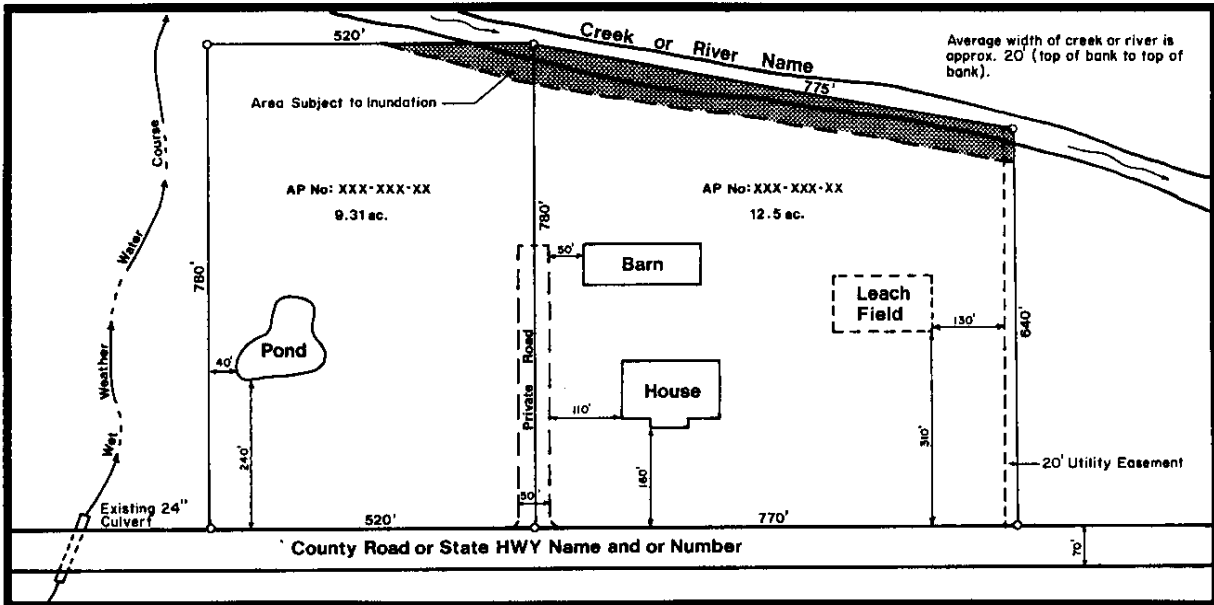 520'
Creek or River Name
Average width of creek or river is
approx. 20' (top of bank to top of
bank).
775'
Area Subject to Inundation
Course
AP No: XXX-XXX-XX
9.31 ac.
AP No: XXX-XXX-XX
12.5 ac.
780'
Water
50'
Barn
780'
Leach
Field
130'
640'
Pond
40'
Private Road
Weather
House
110'
Wet
240'
160'
310'
20' Utility Easement
50'
Existing 24"
Culvert
520'
770'
County Road or State HWY Name and or Number
70'